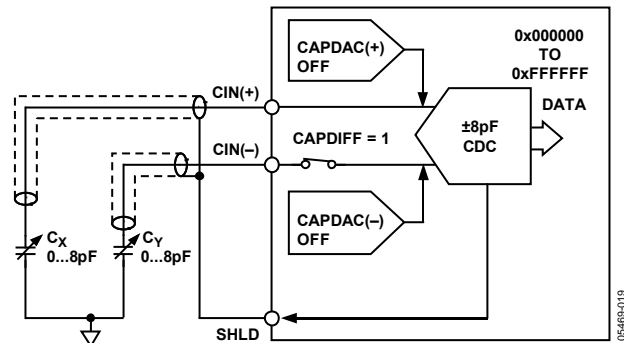 CAPDAC(+)
OFF
0x000000
TO
0xFFFFFF
DATA
CIN(+)
CIN(–)
CAPDIFF = 1
±8pF
CDC
CAPDAC(–)
OFF
CX
0...8pF
CY
0...8pF
SHLD
05469-019